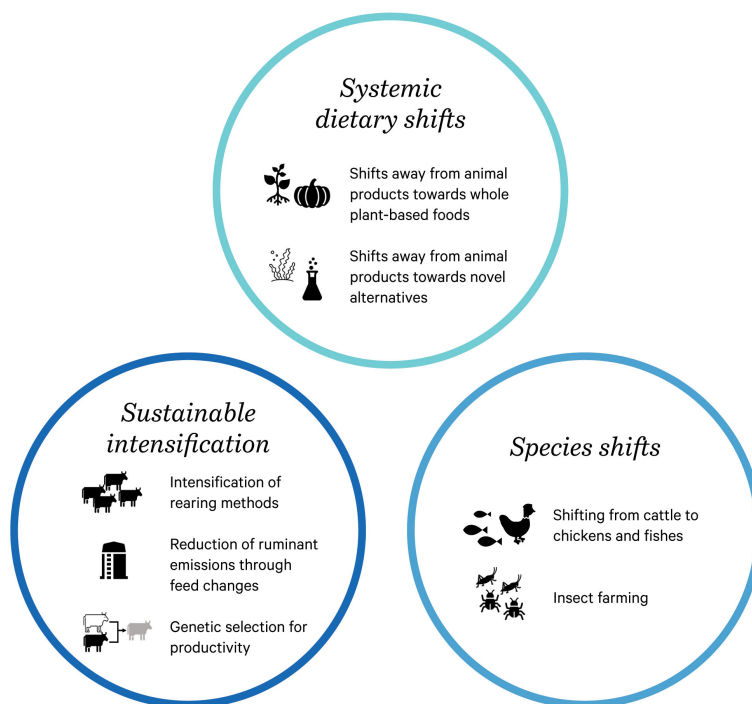 Systemic
dietary shifts
Shifts away from animal
products towards whole
plant-based foods
Shifts away from animal
products towards novel
alternatives
Sustainable
intensification
Intensification of
rearing methods
Reduction of ruminant
emissions through
feed changes
Genetic selection for
productivity
Species shifts
Shifting from cattle to
chickens and fishes
Insect farming